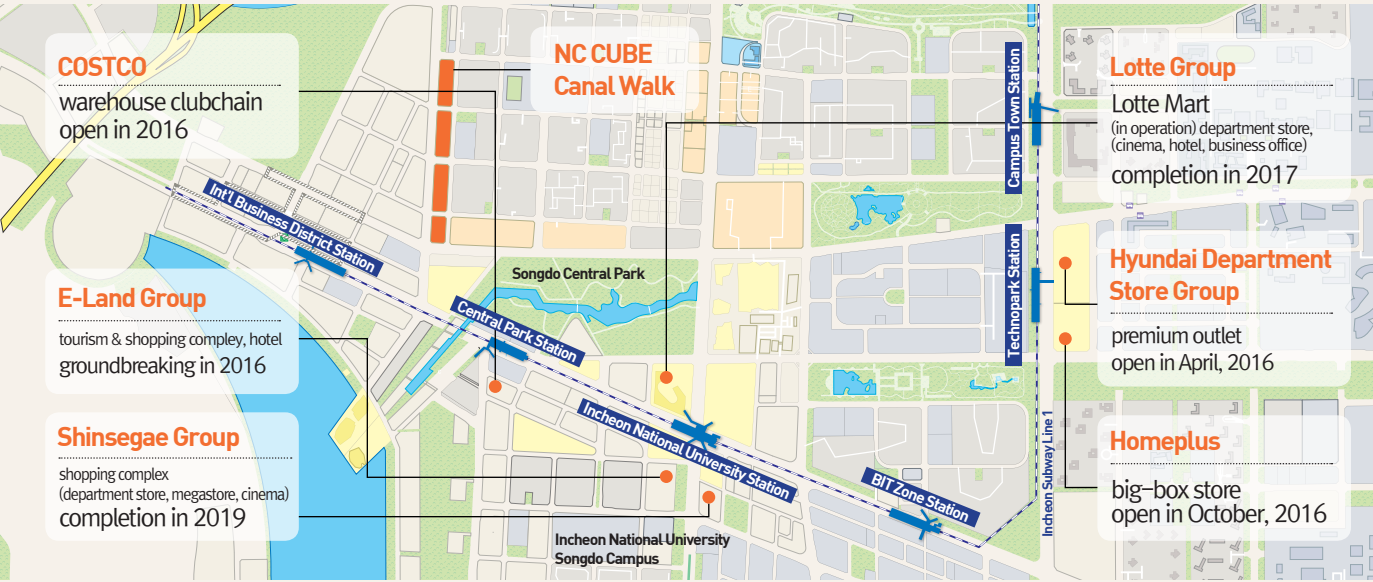 COSTCO
warehouse clubchain
open in 2016
NC CUBE
Canal Walk
Lotte Group
Lotte Mart
(in operation) department store,
(cinema, hotel, business office)
completion in 2017
Campus Town Station
Int'l Business District Station
Songdo Central Park
Central Park Station
Technopark Station
Hyundai Department
Store Group
premium outlet
open in April, 2016
E-Land Group
tourism & shopping compley, hotel
groundbreaking in 2016
Shinsegae Group
shopping complex
(department store, megastore, cinema)
completion in 2019
Incheon National University Station
BIT Zone Station
Incheon Subway Line 1
Homeplus
big-box store
open in October, 2016
Incheon National University
Songdo Campus